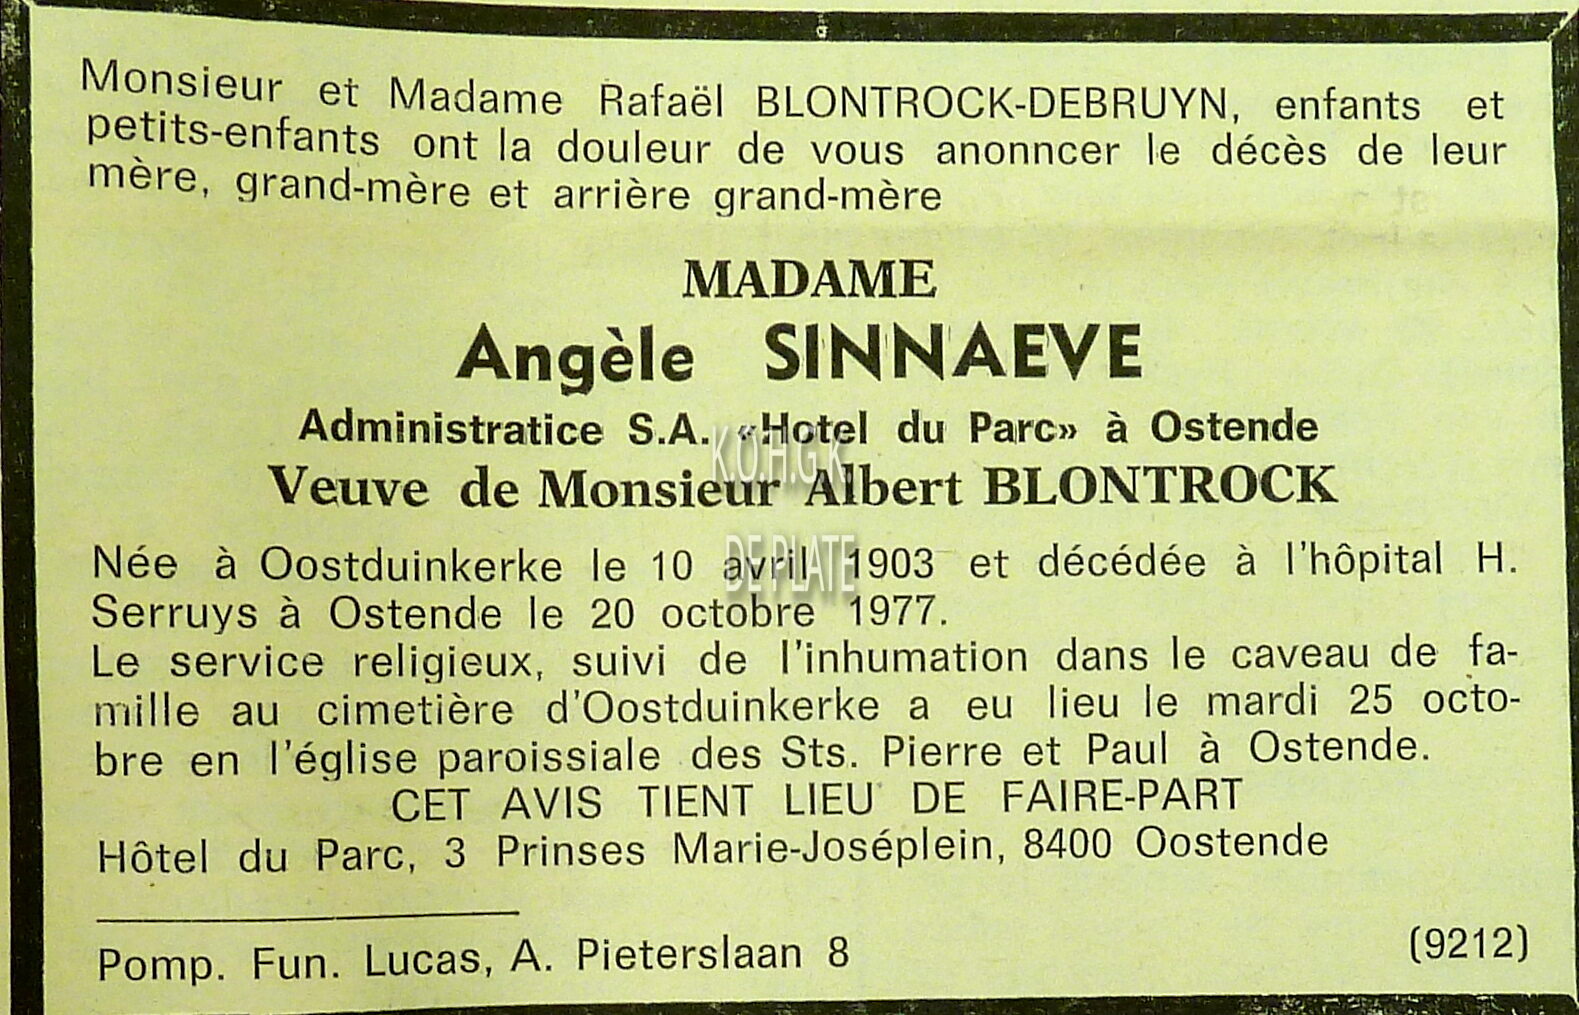 Monsieur et Madame Rafaël BLONTROCK-DEBRUYN, enfants et
petits-enfants ont la douleur de vous anonncer le décès de leur
mère, grand-mère et arrière grand-mère
MADAME
Angèle SINNAEVE
Administratice S.A. «Hotel du Parc» à Ostende
K.O.H.G.K.
Veuve de Monsieur Albert BLONTROCK
DE PLATE
Née à Oostduinkerke le 10 avril 1903 et décédée à l'hôpital H.
Serruys à Ostende le 20 octobre 1977.
Le service religieux, suivi de l'inhumation dans le caveau de fa-
mille au cimetière d'Oostduinkerke a eu lieu le mardi 25 octo-
bre en l'église paroissiale des Sts. Pierre et Paul à Ostende.
CET AVIS TIENT LIEU DE FAIRE-PART
Hôtel du Parc, 3 Prinses Marie-Joséplein, 8400 Oostende
Pomp. Fun. Lucas, A. Pieterslaan 8 (9212)